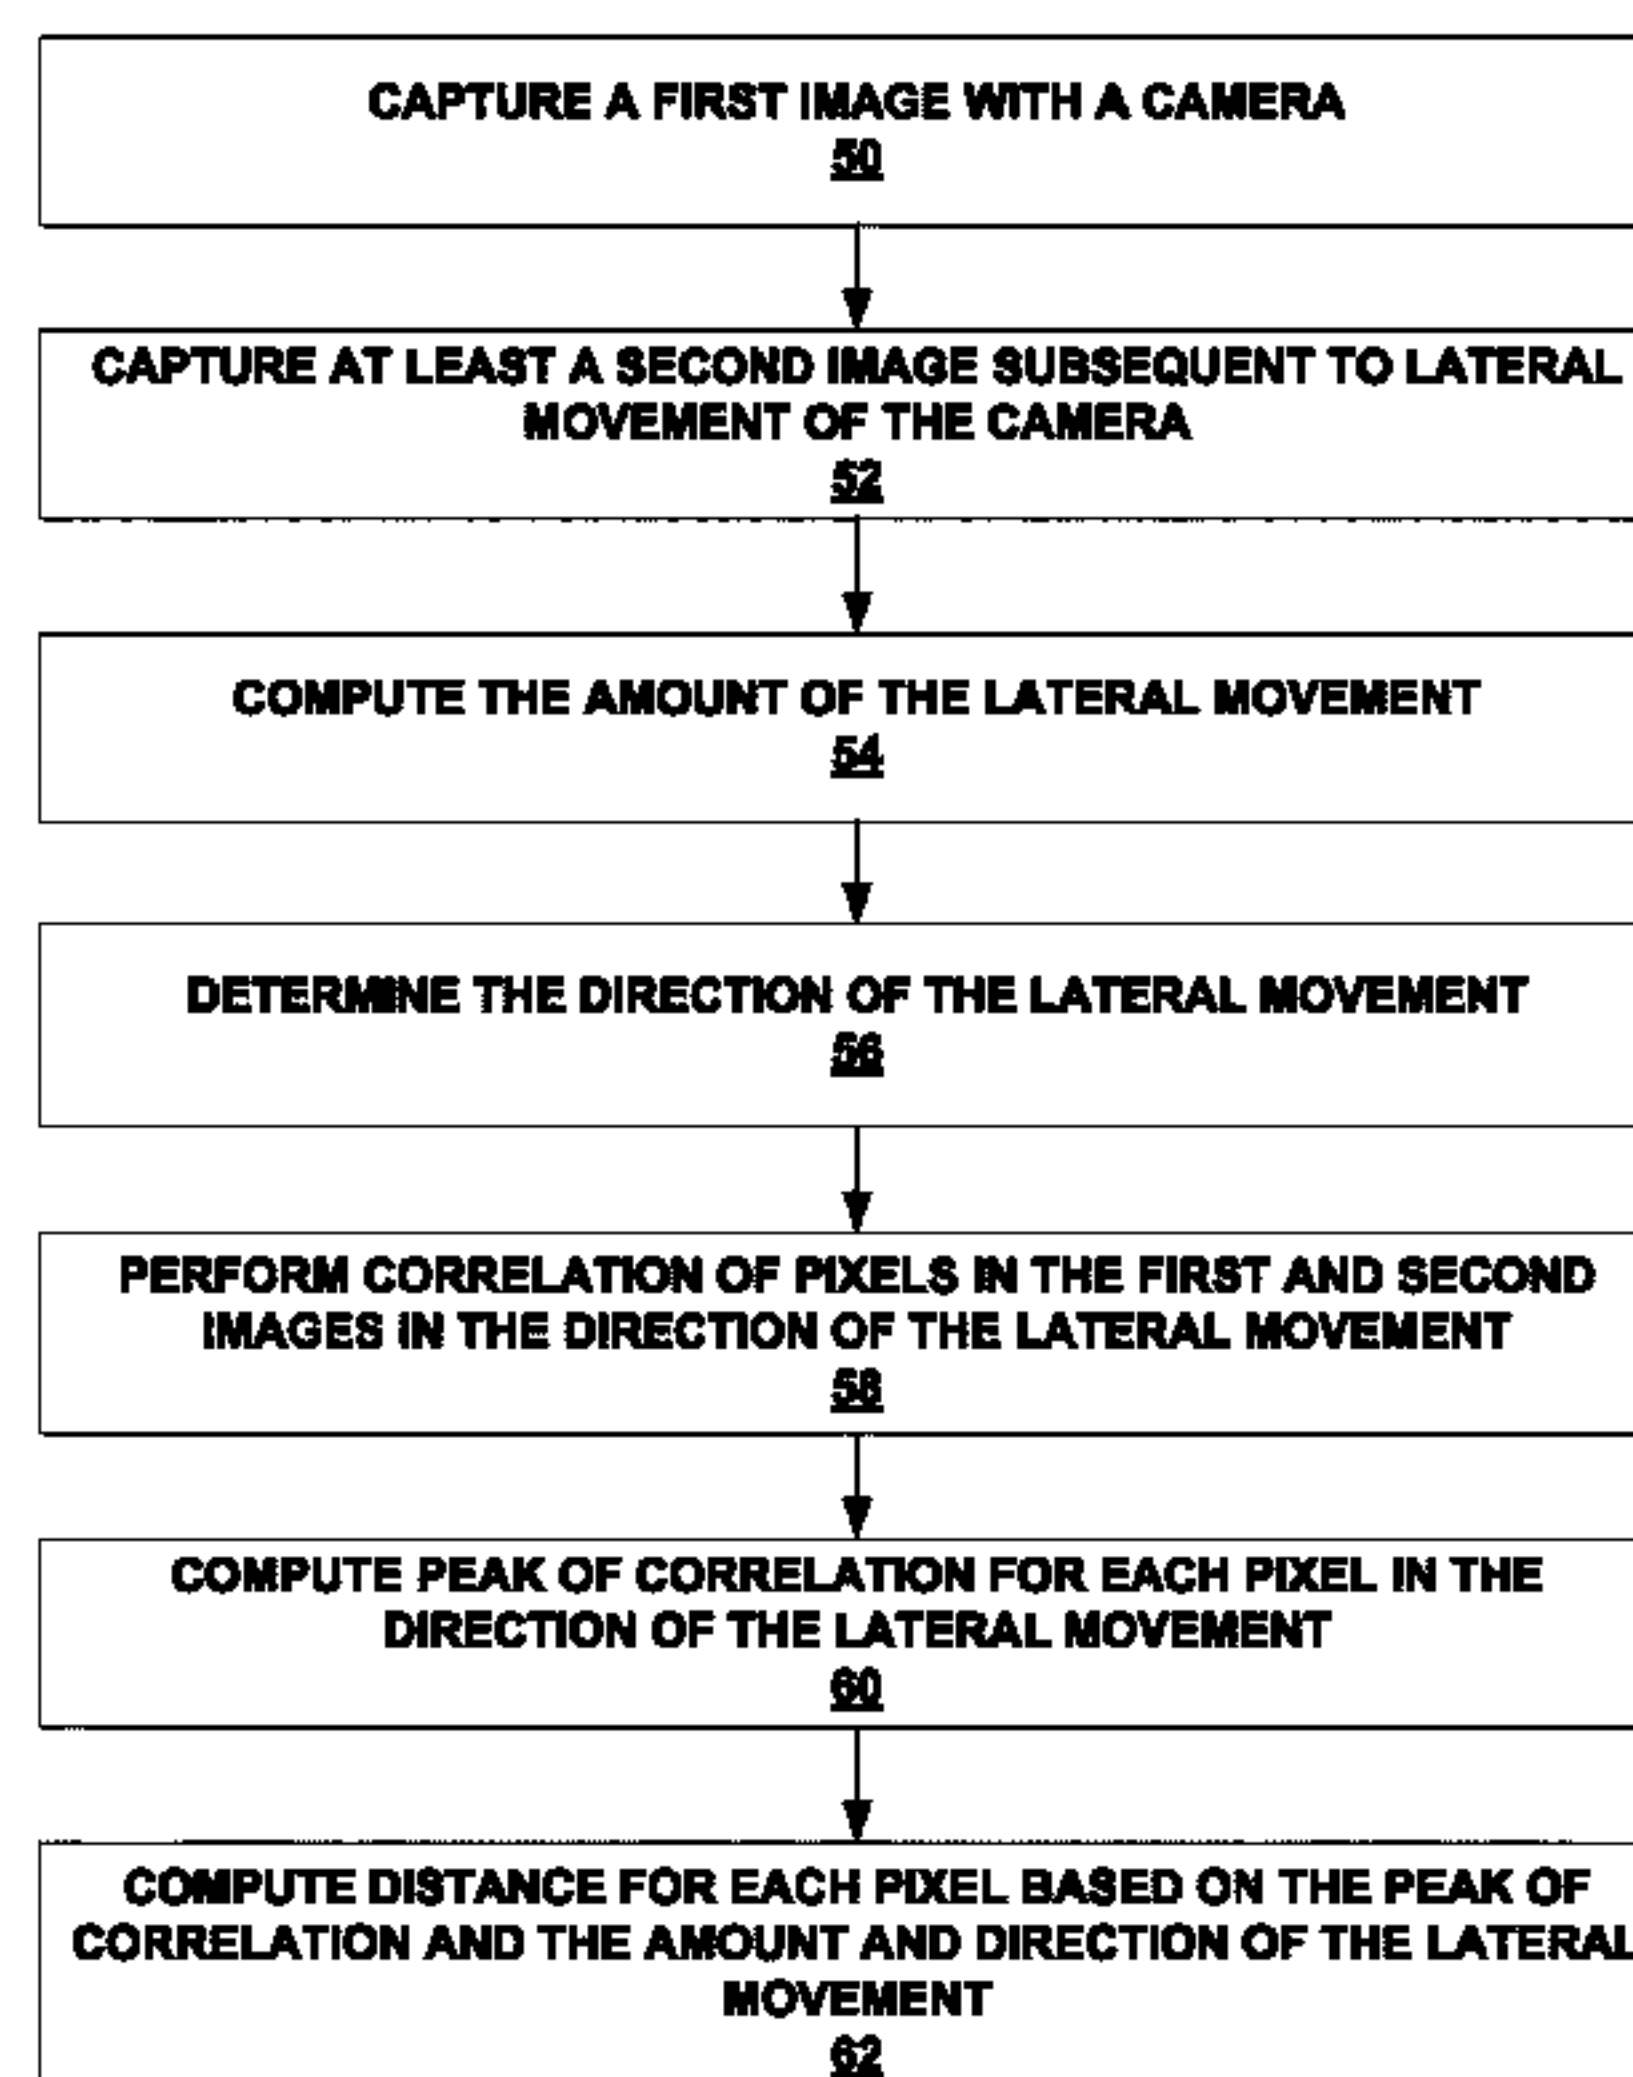 CAPTURE A FIRST IMAGE WITH A CAMERA
50
CAPTURE AT LEAST A SECOND IMAGE SUBSEQUENT TO LATERAL
MOVEMENT OF THE CAMERA
52
COMPUTE THE AMOUNT OF THE LATERAL MOVEMENT
54
DETERMINE THE DIRECTION OF THE LATERAL MOVEMENT
56
PERFORM CORRELATION OF PIXELS IN THE FIRST AND SECOND
IMAGES IN THE DIRECTION OF THE LATERAL MOVEMENT
58
COMPUTE PEAK OF CORRELATION FOR EACH PIXEL IN THE
DIRECTION OF THE LATERAL MOVEMENT
60
COMPUTE DISTANCE FOR EACH PIXEL BASED ON THE PEAK OF
CORRELATION AND THE AMOUNT AND DIRECTION OF THE LATERAL
MOVEMENT
62